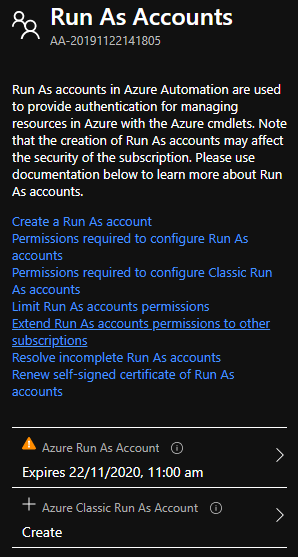 Run As Accounts
AA-20191122141805
Run As accounts in Azure Automation are used
to provide authentication for managing
resources in Azure with the Azure cmdlets. Note
that the creation of Run As accounts may affect
the security of the subscription. Please use
documentation below to learn more about Run
As accounts.
Create a Run As account
Permissions required to configure Run As
accounts
Permissions required to configure Classic Run
As accounts
Limit Run As accounts permissions
Extend Run As accounts permissions to other
subscriptions
Resolve incomplete Run As accounts
Renew self-signed certificate of Run As
accounts
Azure Run As Account
Expires 22/11/2020, 11:00 am
Azure Classic Run As Account
Create